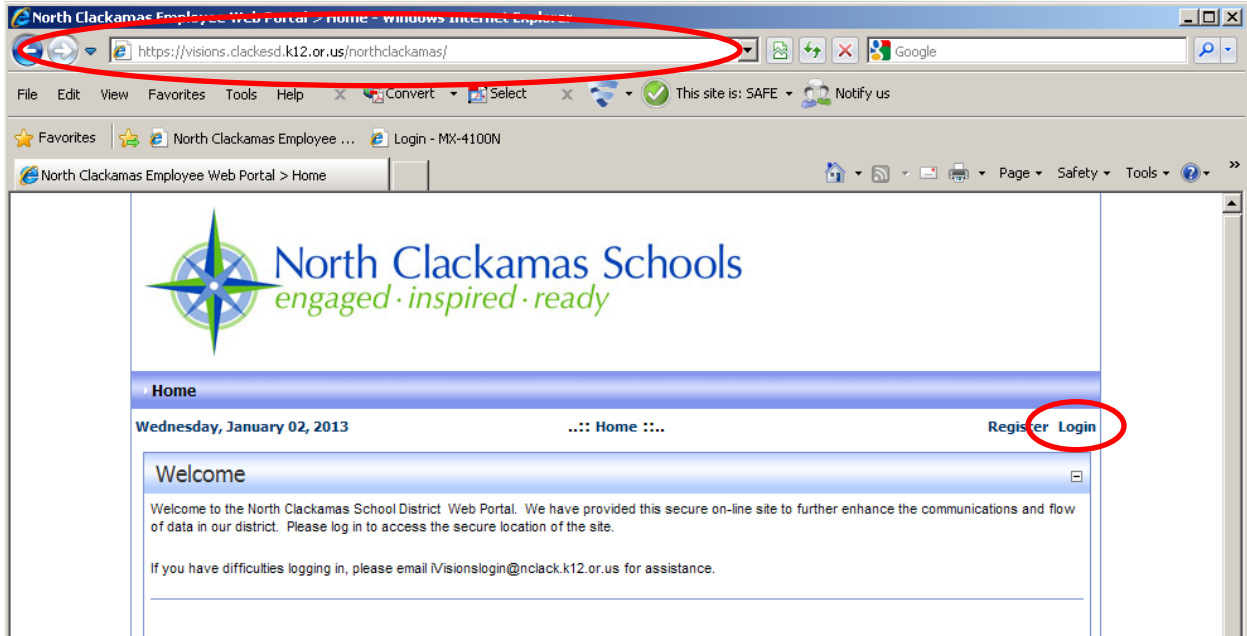 North Clackamas Employee Web Portal > Home - Windows Internet Explorer
https://visions.clackesd.k12.or.us/northclackamas/
Google
File Edit View Favorites Tools Help x Convert Select x This site is: SAFE Notify us
Favorites North Clackamas Employee ... Login - MX-4100N
North Clackamas Employee Web Portal > Home Page Safety Tools »
North Clackamas Schools
engaged · inspired · ready
Home
Wednesday, January 02, 2013 ..:: Home ::.. Register Login
Welcome
Welcome to the North Clackamas School District Web Portal. We have provided this secure on-line site to further enhance the communications and flow
of data in our district. Please log in to access the secure location of the site.
If you have difficulties logging in, please email iVisionslogin@nclack.k12.or.us for assistance.